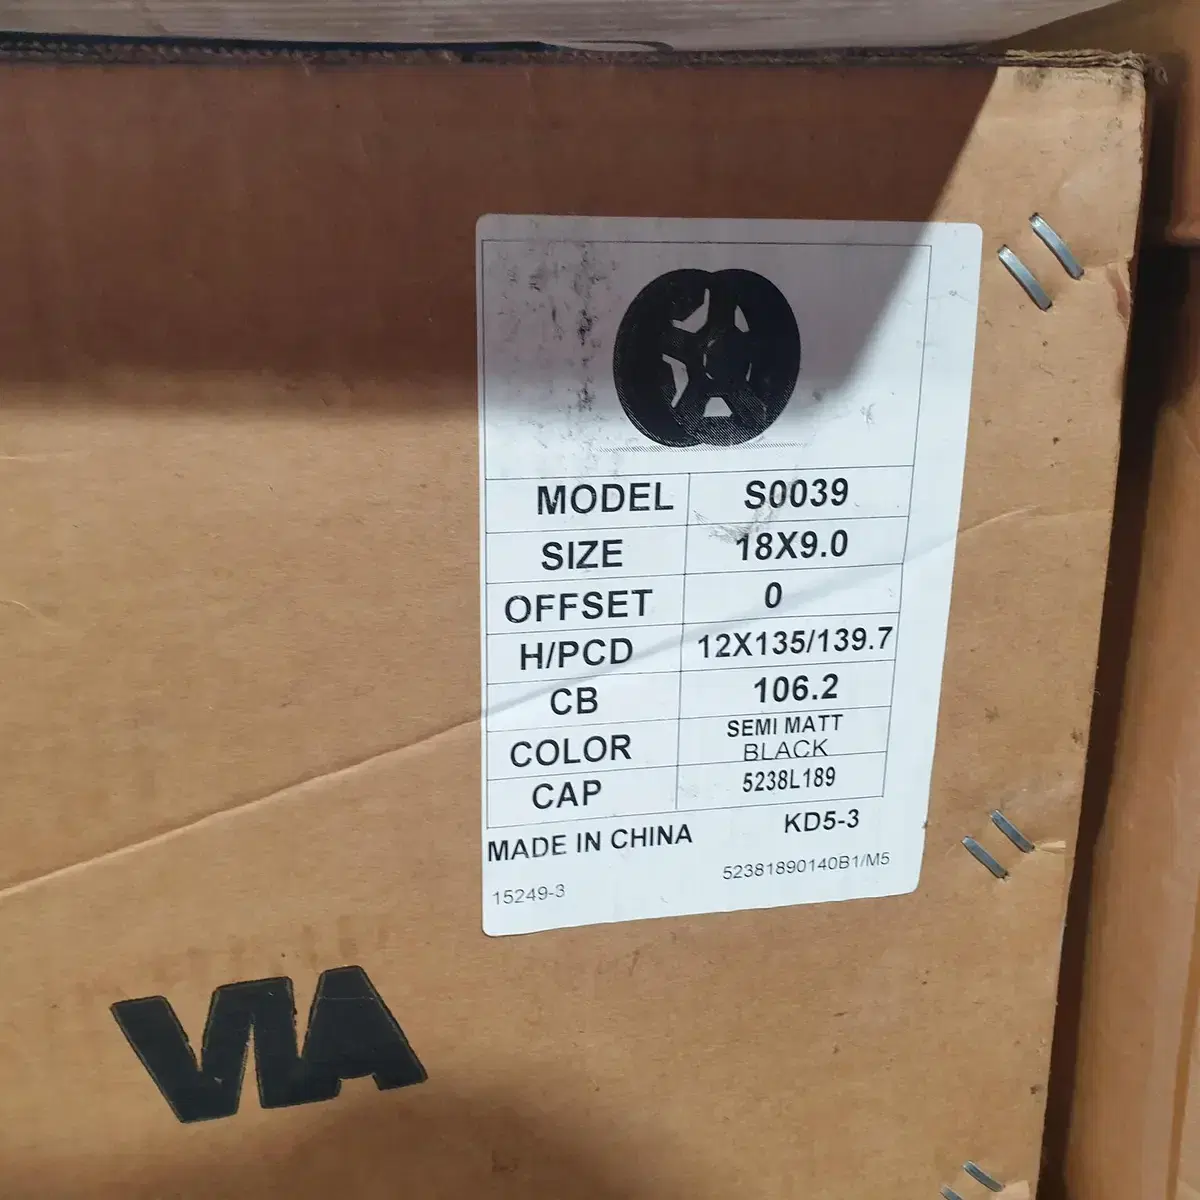 MODEL S0039
SIZE 18X9.0
OFFSET 0
H/PCD 12X135/139.7
CB 106.2
COLOR SEMI MATT
BLACK
CAP 5238L189
MADE IN CHINA KD5-3
15249-3 52381890140B1/M5
VIA